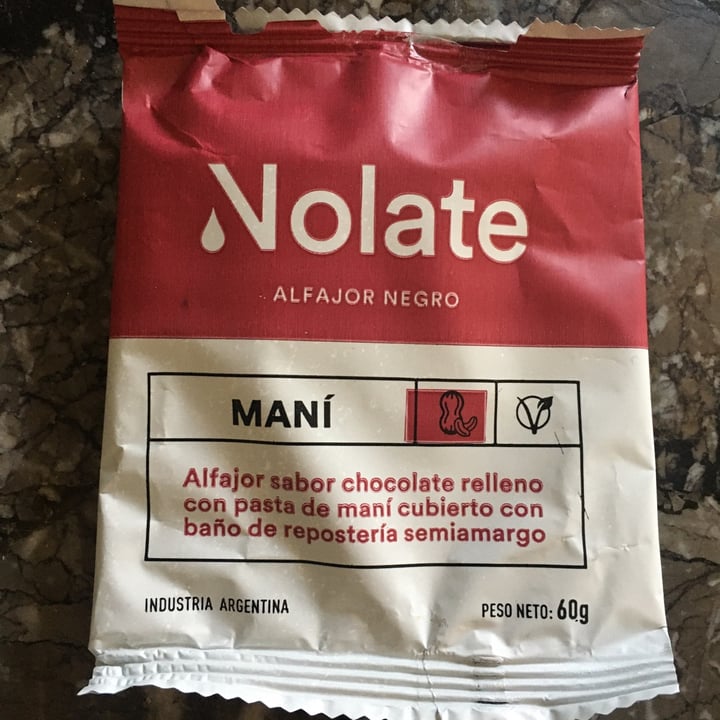 Nolate
ALFAJOR NEGRO
MANÍ
Alfajor sabor chocolate relleno
con pasta de maní cubierto con
baño de repostería semiamargo
INDUSTRIA ARGENTINA
PESO NETO: 60g